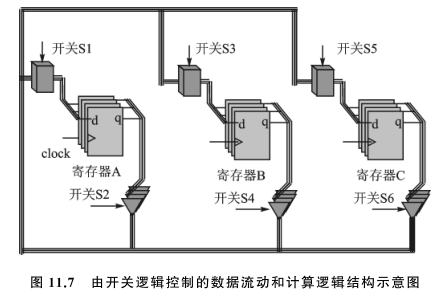 开关S1
开关S3
开关S5
d q
d q
d q
clock
寄存器A
寄存器B
寄存器C
开关S2
开关S4
开关S6
图 11.7 由开关逻辑控制的数据流动和计算逻辑结构示意图